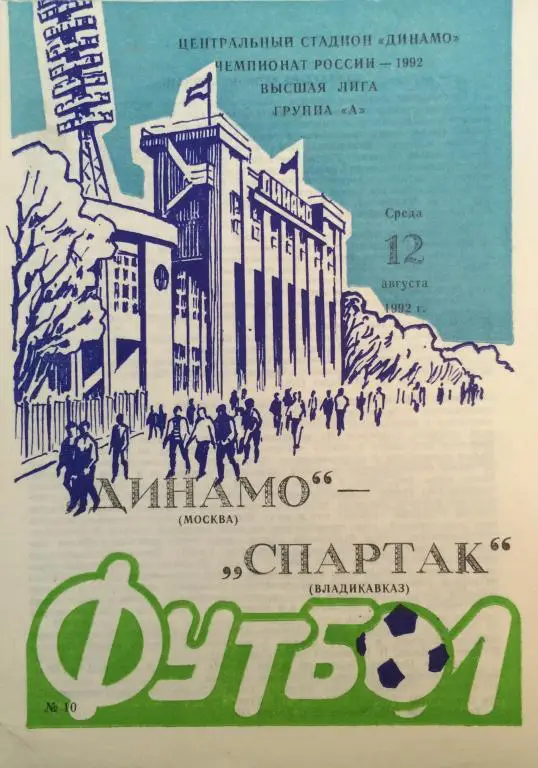 ЦЕНТРАЛЬНЫЙ СТАДИОН «ДИНАМО»
ЧЕМПИОНАТ РОССИИ — 1992
ВЫСШАЯ ЛИГА
ГРУППА «А»
ДИНАМО
Среда
12
августа
1992 г.
ДИНАМО“ —
(МОСКВА)
„СПАРТАК“
(ВЛАДИКАВКАЗ)
ФУТБОЛ
№ 10